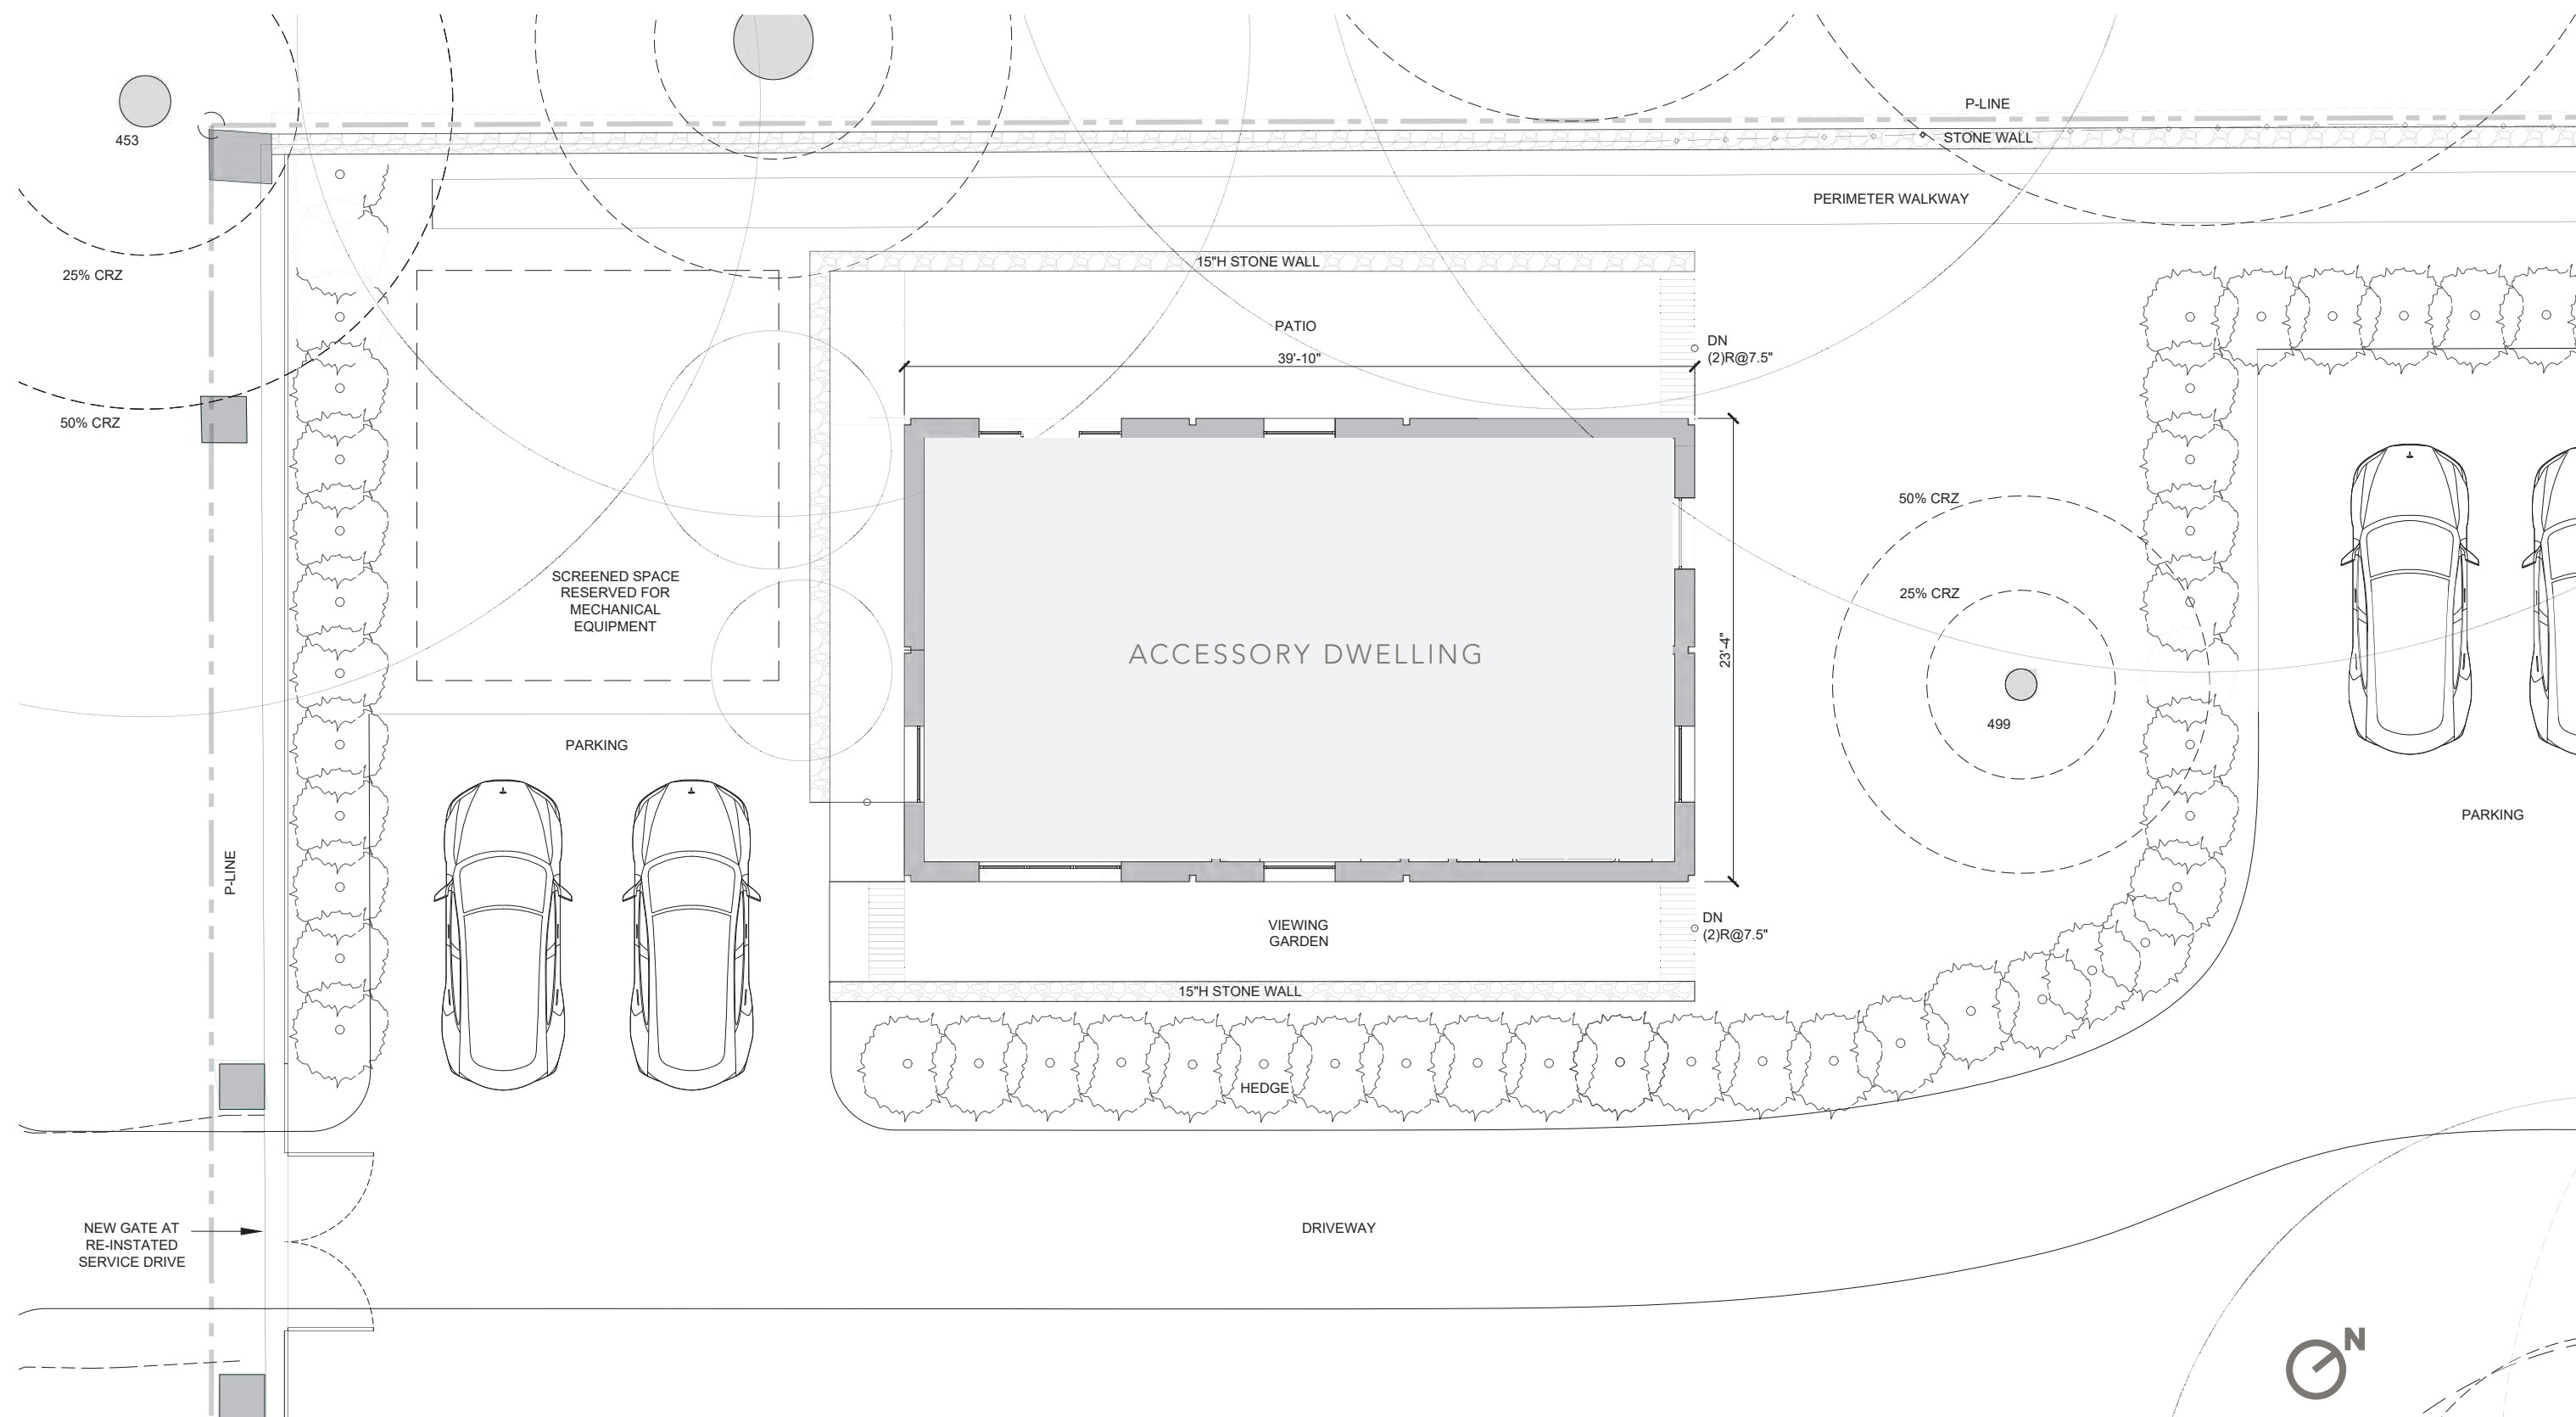 P-LINE
453
STONE WALL
PERIMETER WALKWAY
25% CRZ
15"H STONE WALL
PATIO
39'-10"
DN
(2)R@7.5"
50% CRZ
50% CRZ
SCREENED SPACE
RESERVED FOR
MECHANICAL
EQUIPMENT
25% CRZ
ACCESSORY DWELLING
23'-4"
499
PARKING
PARKING
P-LINE
VIEWING
GARDEN
DN
(2)R@7.5"
15"H STONE WALL
HEDGE
NEW GATE AT
RE-INSTATED
SERVICE DRIVE
DRIVEWAY
N